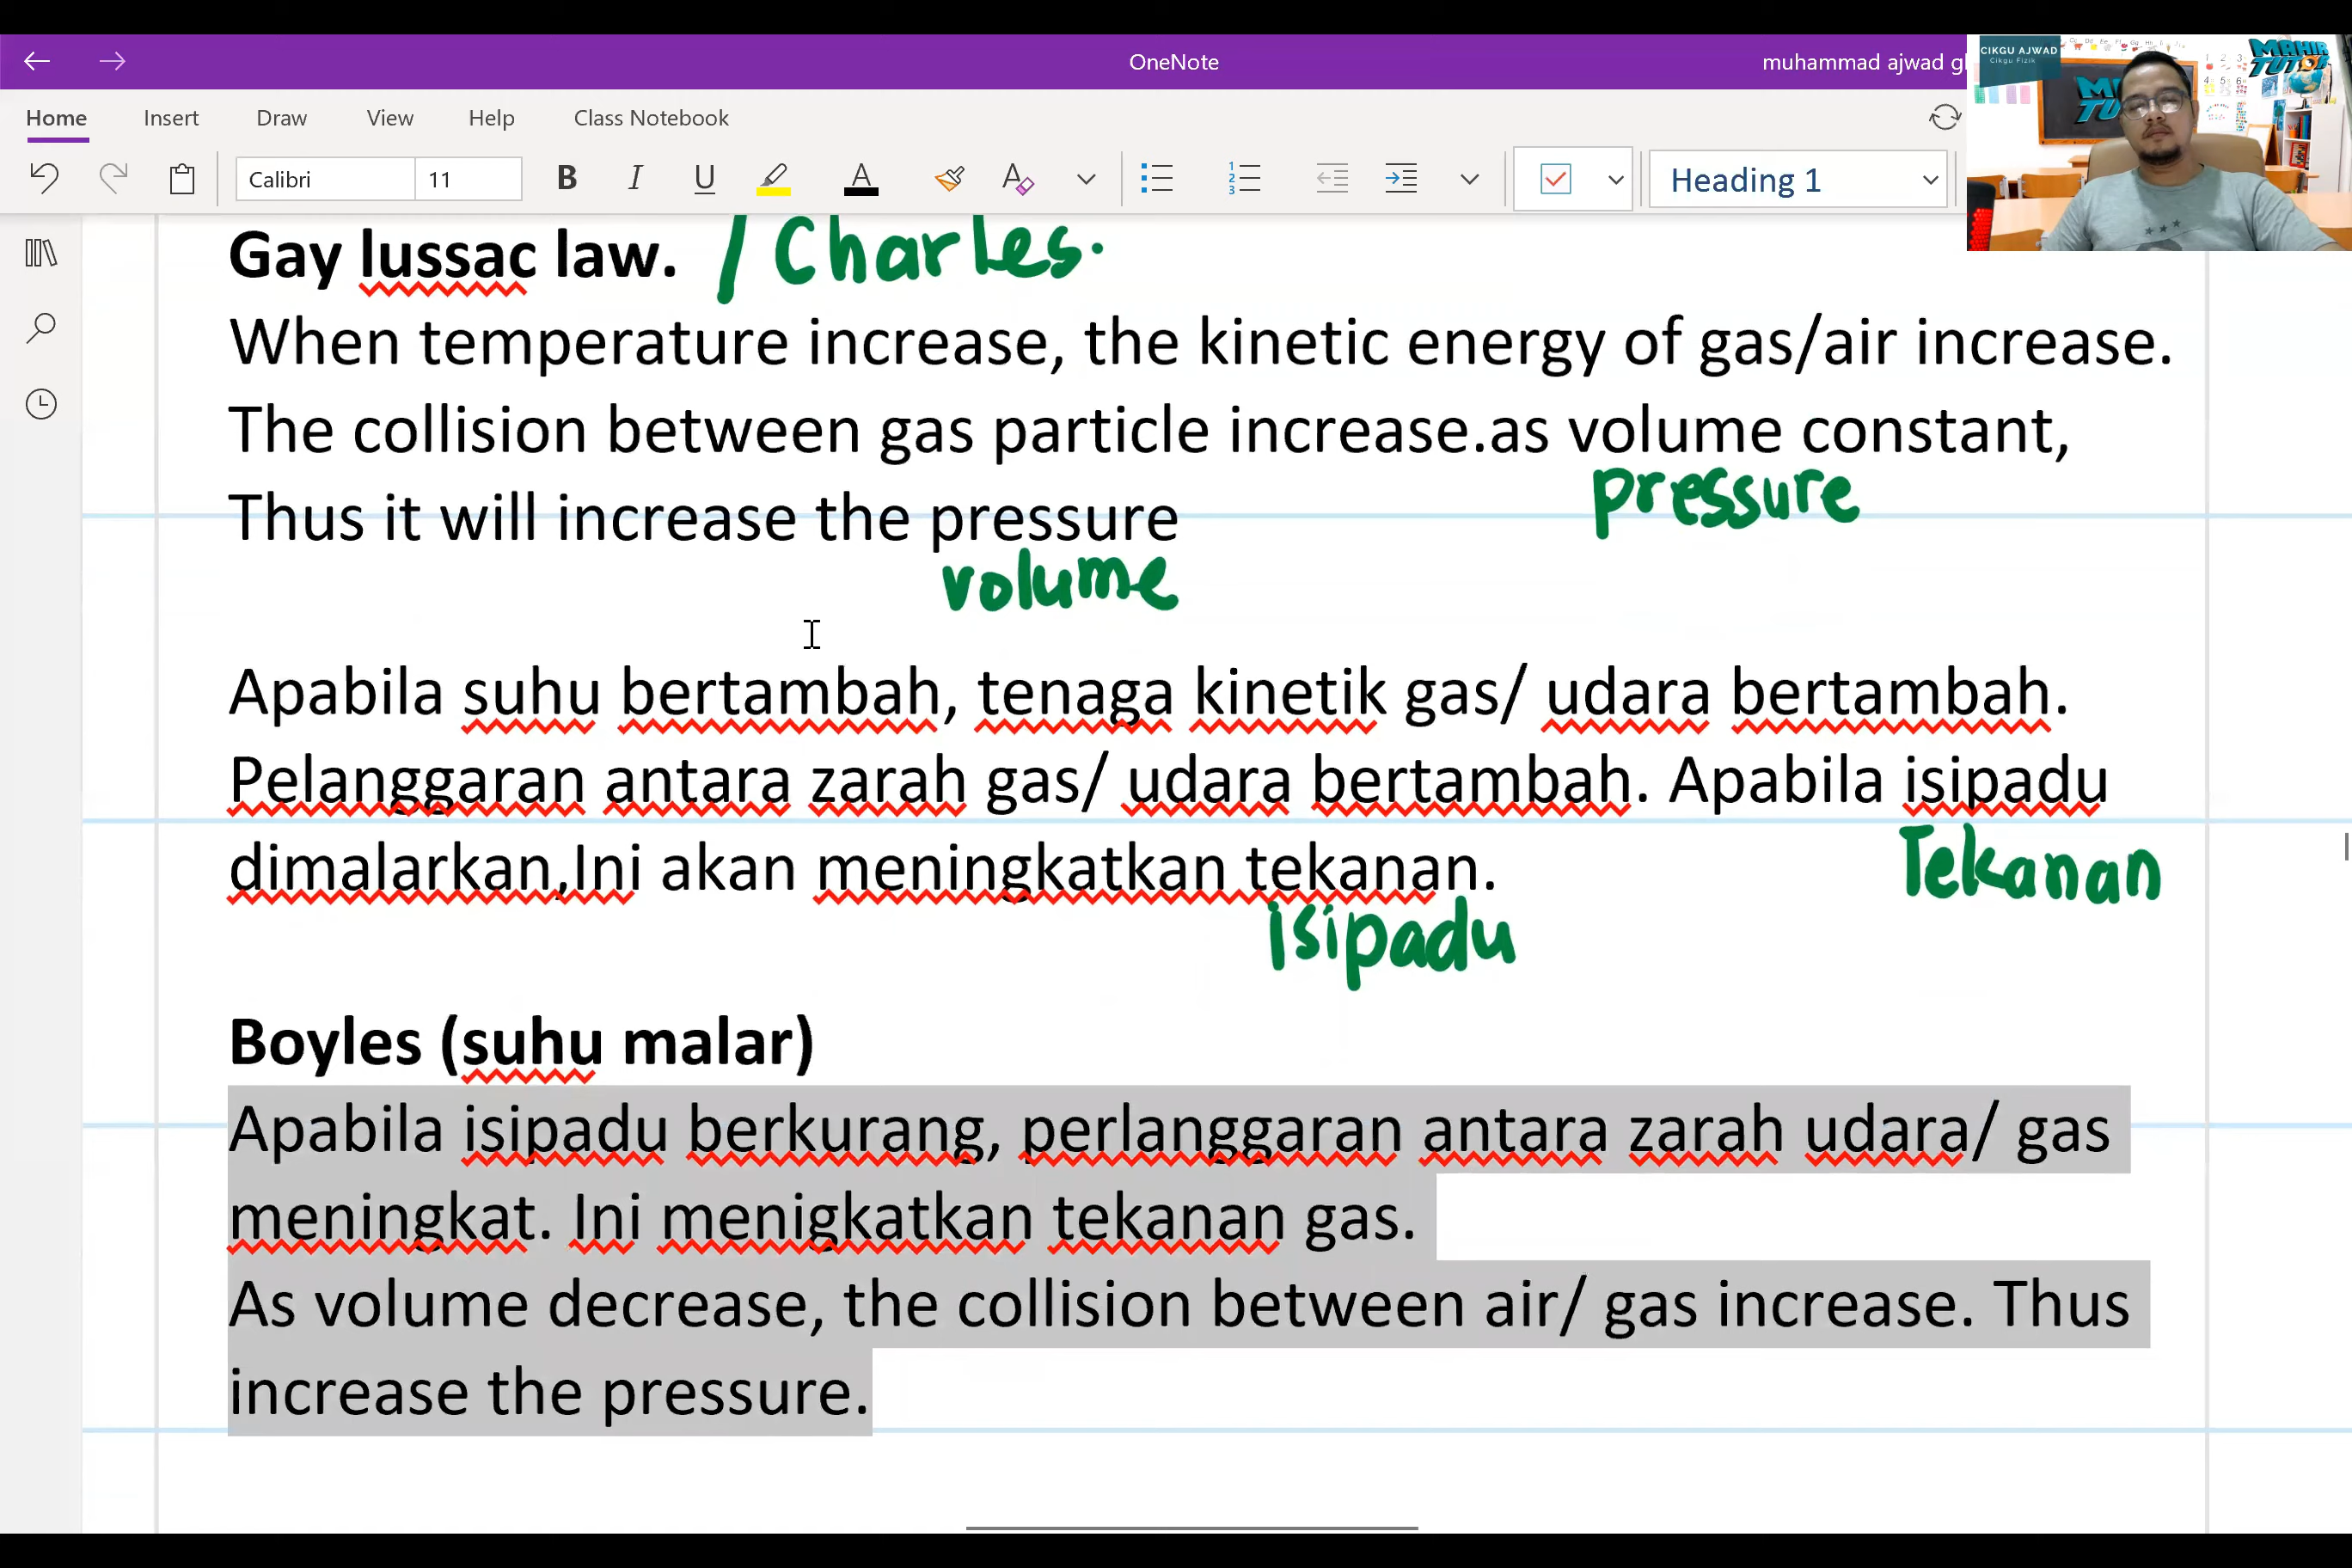 OneNote
muhammad ajwad gh
CIKGU AJWAD
Cikgu Fizik
MAHIR
TUTOR
Home Insert Draw View Help Class Notebook
Calibri 11 B I U A A Heading 1
Gay lussac law. / Charles.
When temperature increase, the kinetic energy of gas/air increase.
The collision between gas particle increase.as volume constant,
pressure
Thus it will increase the pressure
volume
Apabila suhu bertambah, tenaga kinetik gas/ udara bertambah.
Pelanggaran antara zarah gas/ udara bertambah. Apabila isipadu
Tekanan
dimalarkan,Ini akan meningkatkan tekanan.
isipadu
Boyles (suhu malar)
Apabila isipadu berkurang, perlanggaran antara zarah udara/ gas
meningkat. Ini menigkatkan tekanan gas.
As volume decrease, the collision between air/ gas increase. Thus
increase the pressure.